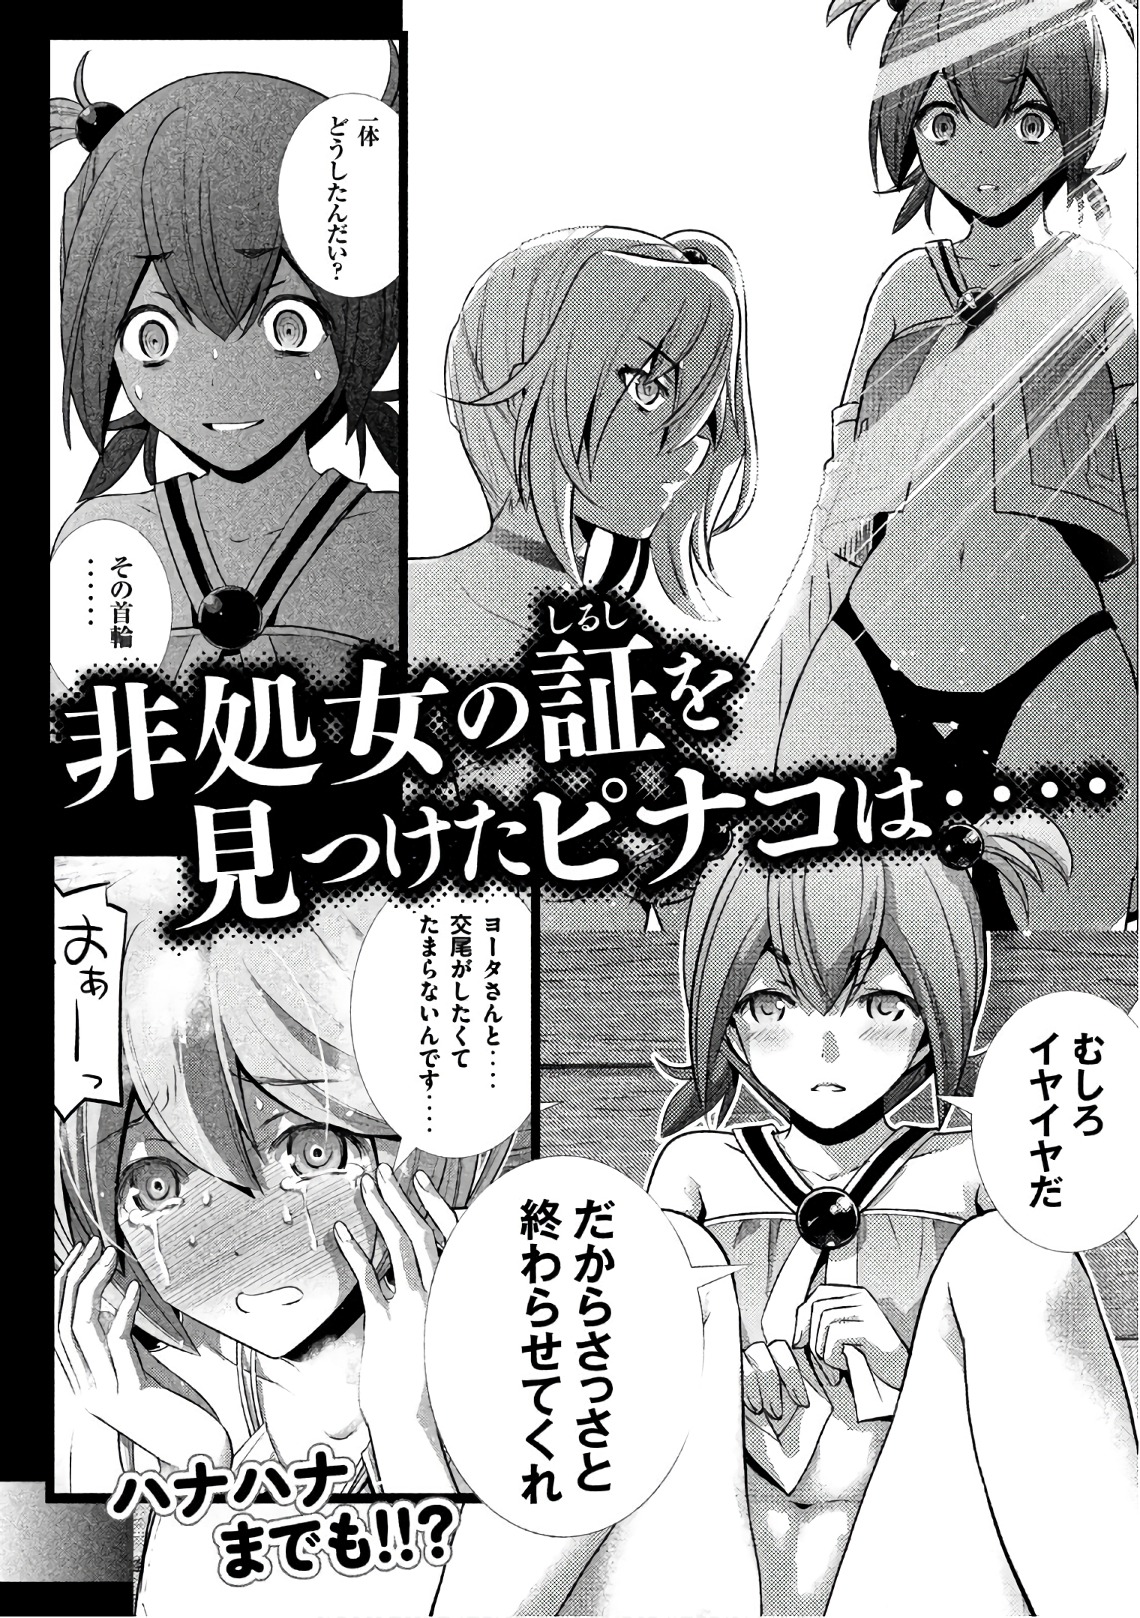 一体
どうしたんだい?
その首輪
‥‥‥
非処女の証を
しるし
見つけたピナコは‥‥
ヨータさんと‥‥
交尾がしたくて
たまらないんです‥‥
あぁーっ
むしろ
イヤイヤだ
だからさっさと
終わらせてくれ
ハナハナ
までも!!?